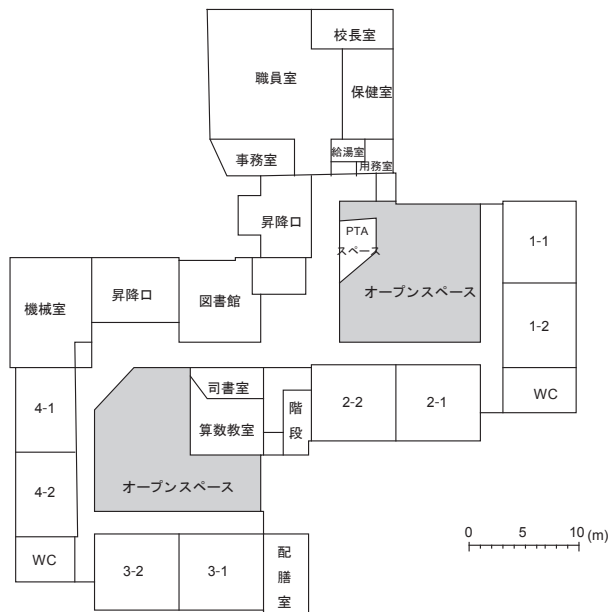 校長室
職員室
保健室
給湯室
事務室
用務室
昇降口
PTA
スペース
1-1
オープンスペース
昇降口
図書館
機械室
1-2
司書室
WC
4-1
階段
2-2
2-1
算数教室
4-2
オープンスペース
0 10 (m)
WC
3-2
3-1
配膳室